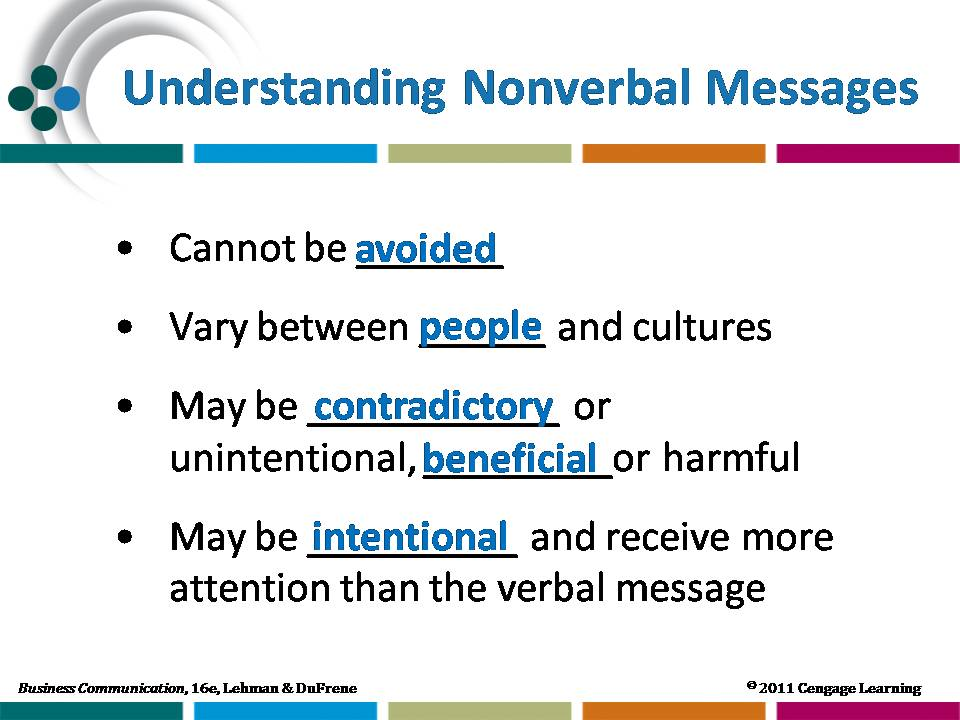 Understanding Nonverbal Messages
• Cannot be avoided
• Vary between people and cultures
• May be contradictory or
unintentional, beneficial or harmful
• May be intentional and receive more
attention than the verbal message
Business Communication, 16e, Lehman & DuFrene
© 2011 Cengage Learning